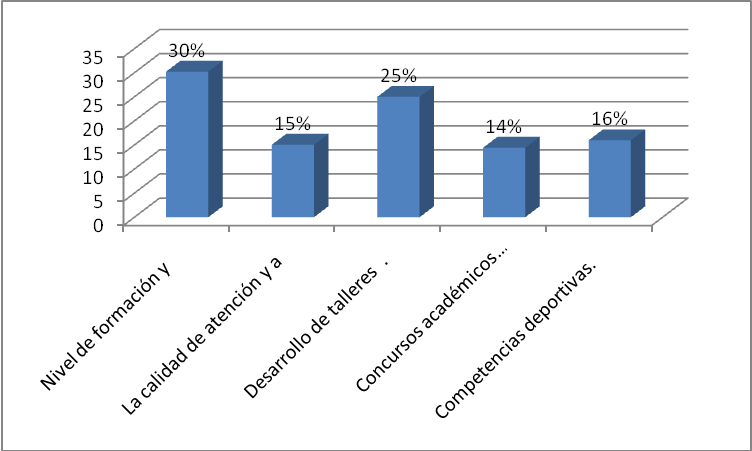 35
30
25
20
15
10
5
0
30%
15%
25%
14%
16%
Nivel de formación y
La calidad de atención y a
Desarrollo de talleres .
Concursos académicos...
Competencias deportivas.